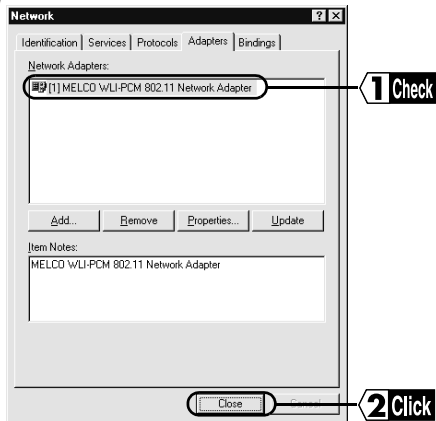 Network
Identification Services Protocols Adapters Bindings
Network Adapters:
[1] MELCO WLI-PCM 802.11 Network Adapter
1 Check
Add... Remove Properties... Update
Item Notes:
MELCO WLI-PCM 802.11 Network Adapter
Close Cancel
2 Click